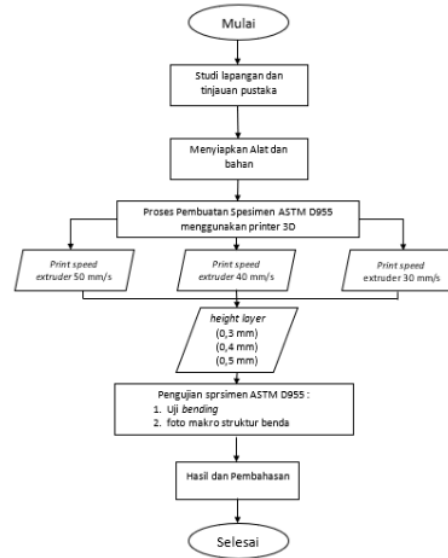 Mulai
Studi lapangan dan
tinjauan pustaka
Menyiapkan Alat dan
bahan
Proses Pembuatan Spesimen ASTM D955
menggunakan printer 3D
Print speed
extruder 50 mm/s
Print speed
extruder 40 mm/s
Print speed
extruder 30 mm/s
height layer
(0,3 mm)
(0,4 mm)
(0,5 mm)
Pengujian sprsimen ASTM D955 :
1. Uji bending
2. foto makro struktur benda
Hasil dan Pembahasan
Selesai